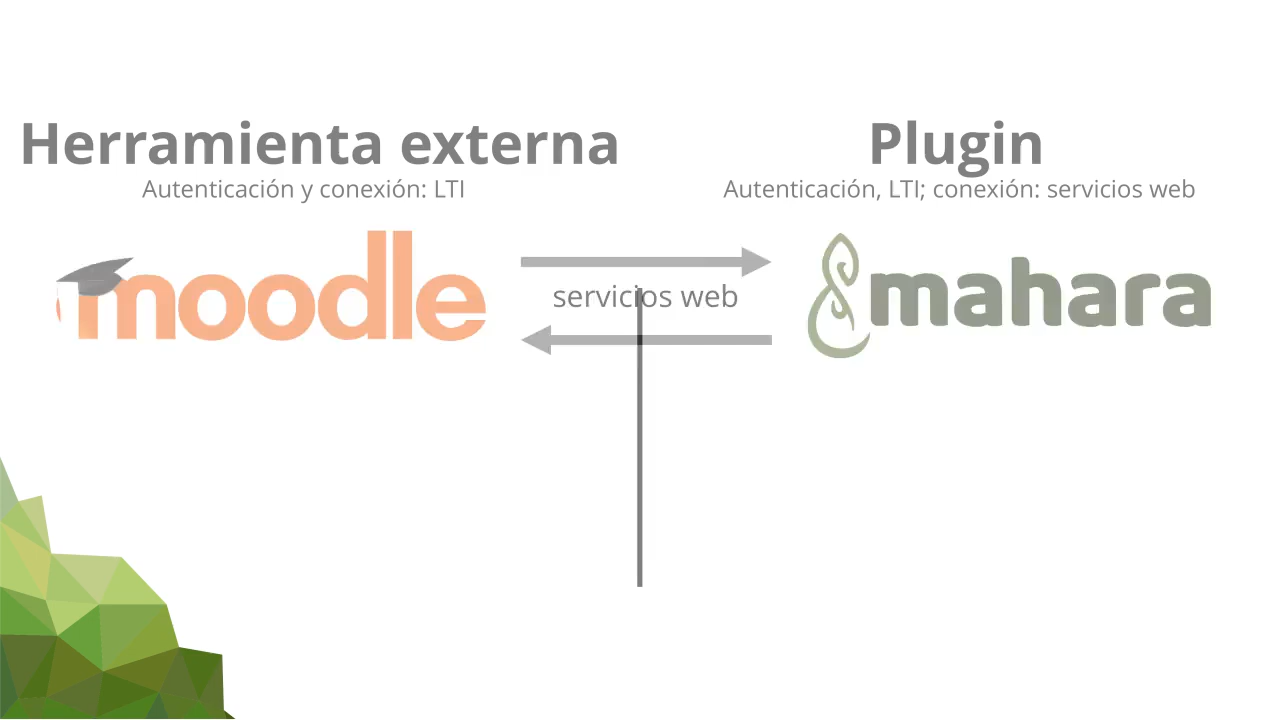 Herramienta externa
Autenticación y conexión: LTI
Plugin
Autenticación, LTI; conexión: servicios web
moodle
servicios web
mahara